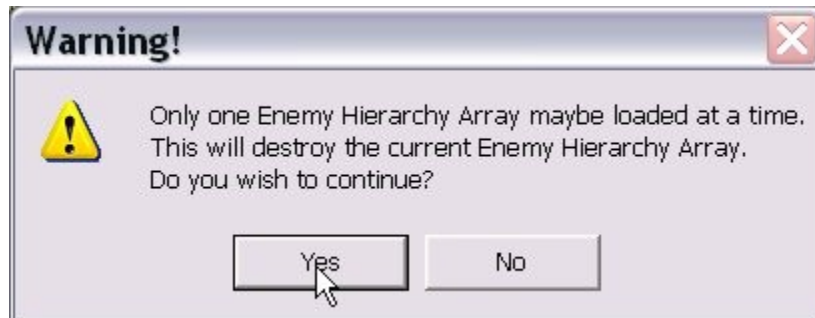 Warning!
Only one Enemy Hierarchy Array maybe loaded at a time.
This will destroy the current Enemy Hierarchy Array.
Do you wish to continue?
Yes No